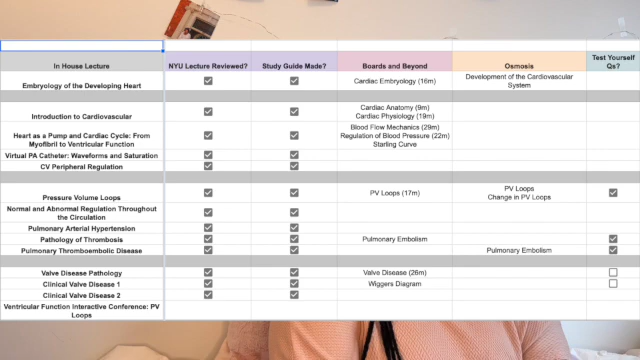 In House Lecture NYU Lecture Reviewed? Study Guide Made? Boards and Beyond Osmosis Test Yourself
Qs?
Embryology of the Developing Heart Cardiac Embryology (16m) Development of the Cardiovascular
System
Introduction to Cardiovascular Cardiac Anatomy (9m)
Cardiac Physiology (19m)
Heart as a Pump and Cardiac Cycle: From
Myofibril to Ventricular Function
Blood Flow Mechanics (29m)
Regulation of Blood Pressure (22m)
Starling Curve
Virtual PA Catheter: Waveforms and Saturation
CV Peripheral Regulation
Pressure Volume Loops PV Loops (17m) PV Loops
Change in PV Loops
Normal and Abnormal Regulation Throughout
the Circulation
Pulmonary Arterial Hypertension
Pathology of Thrombosis Pulmonary Embolism
Pulmonary Thromboembolic Disease Pulmonary Embolism
Valve Disease Pathology Valve Disease (26m)
Clinical Valve Disease 1 Wiggers Diagram
Clinical Valve Disease 2
Ventricular Function Interactive Conference: PV
Loops